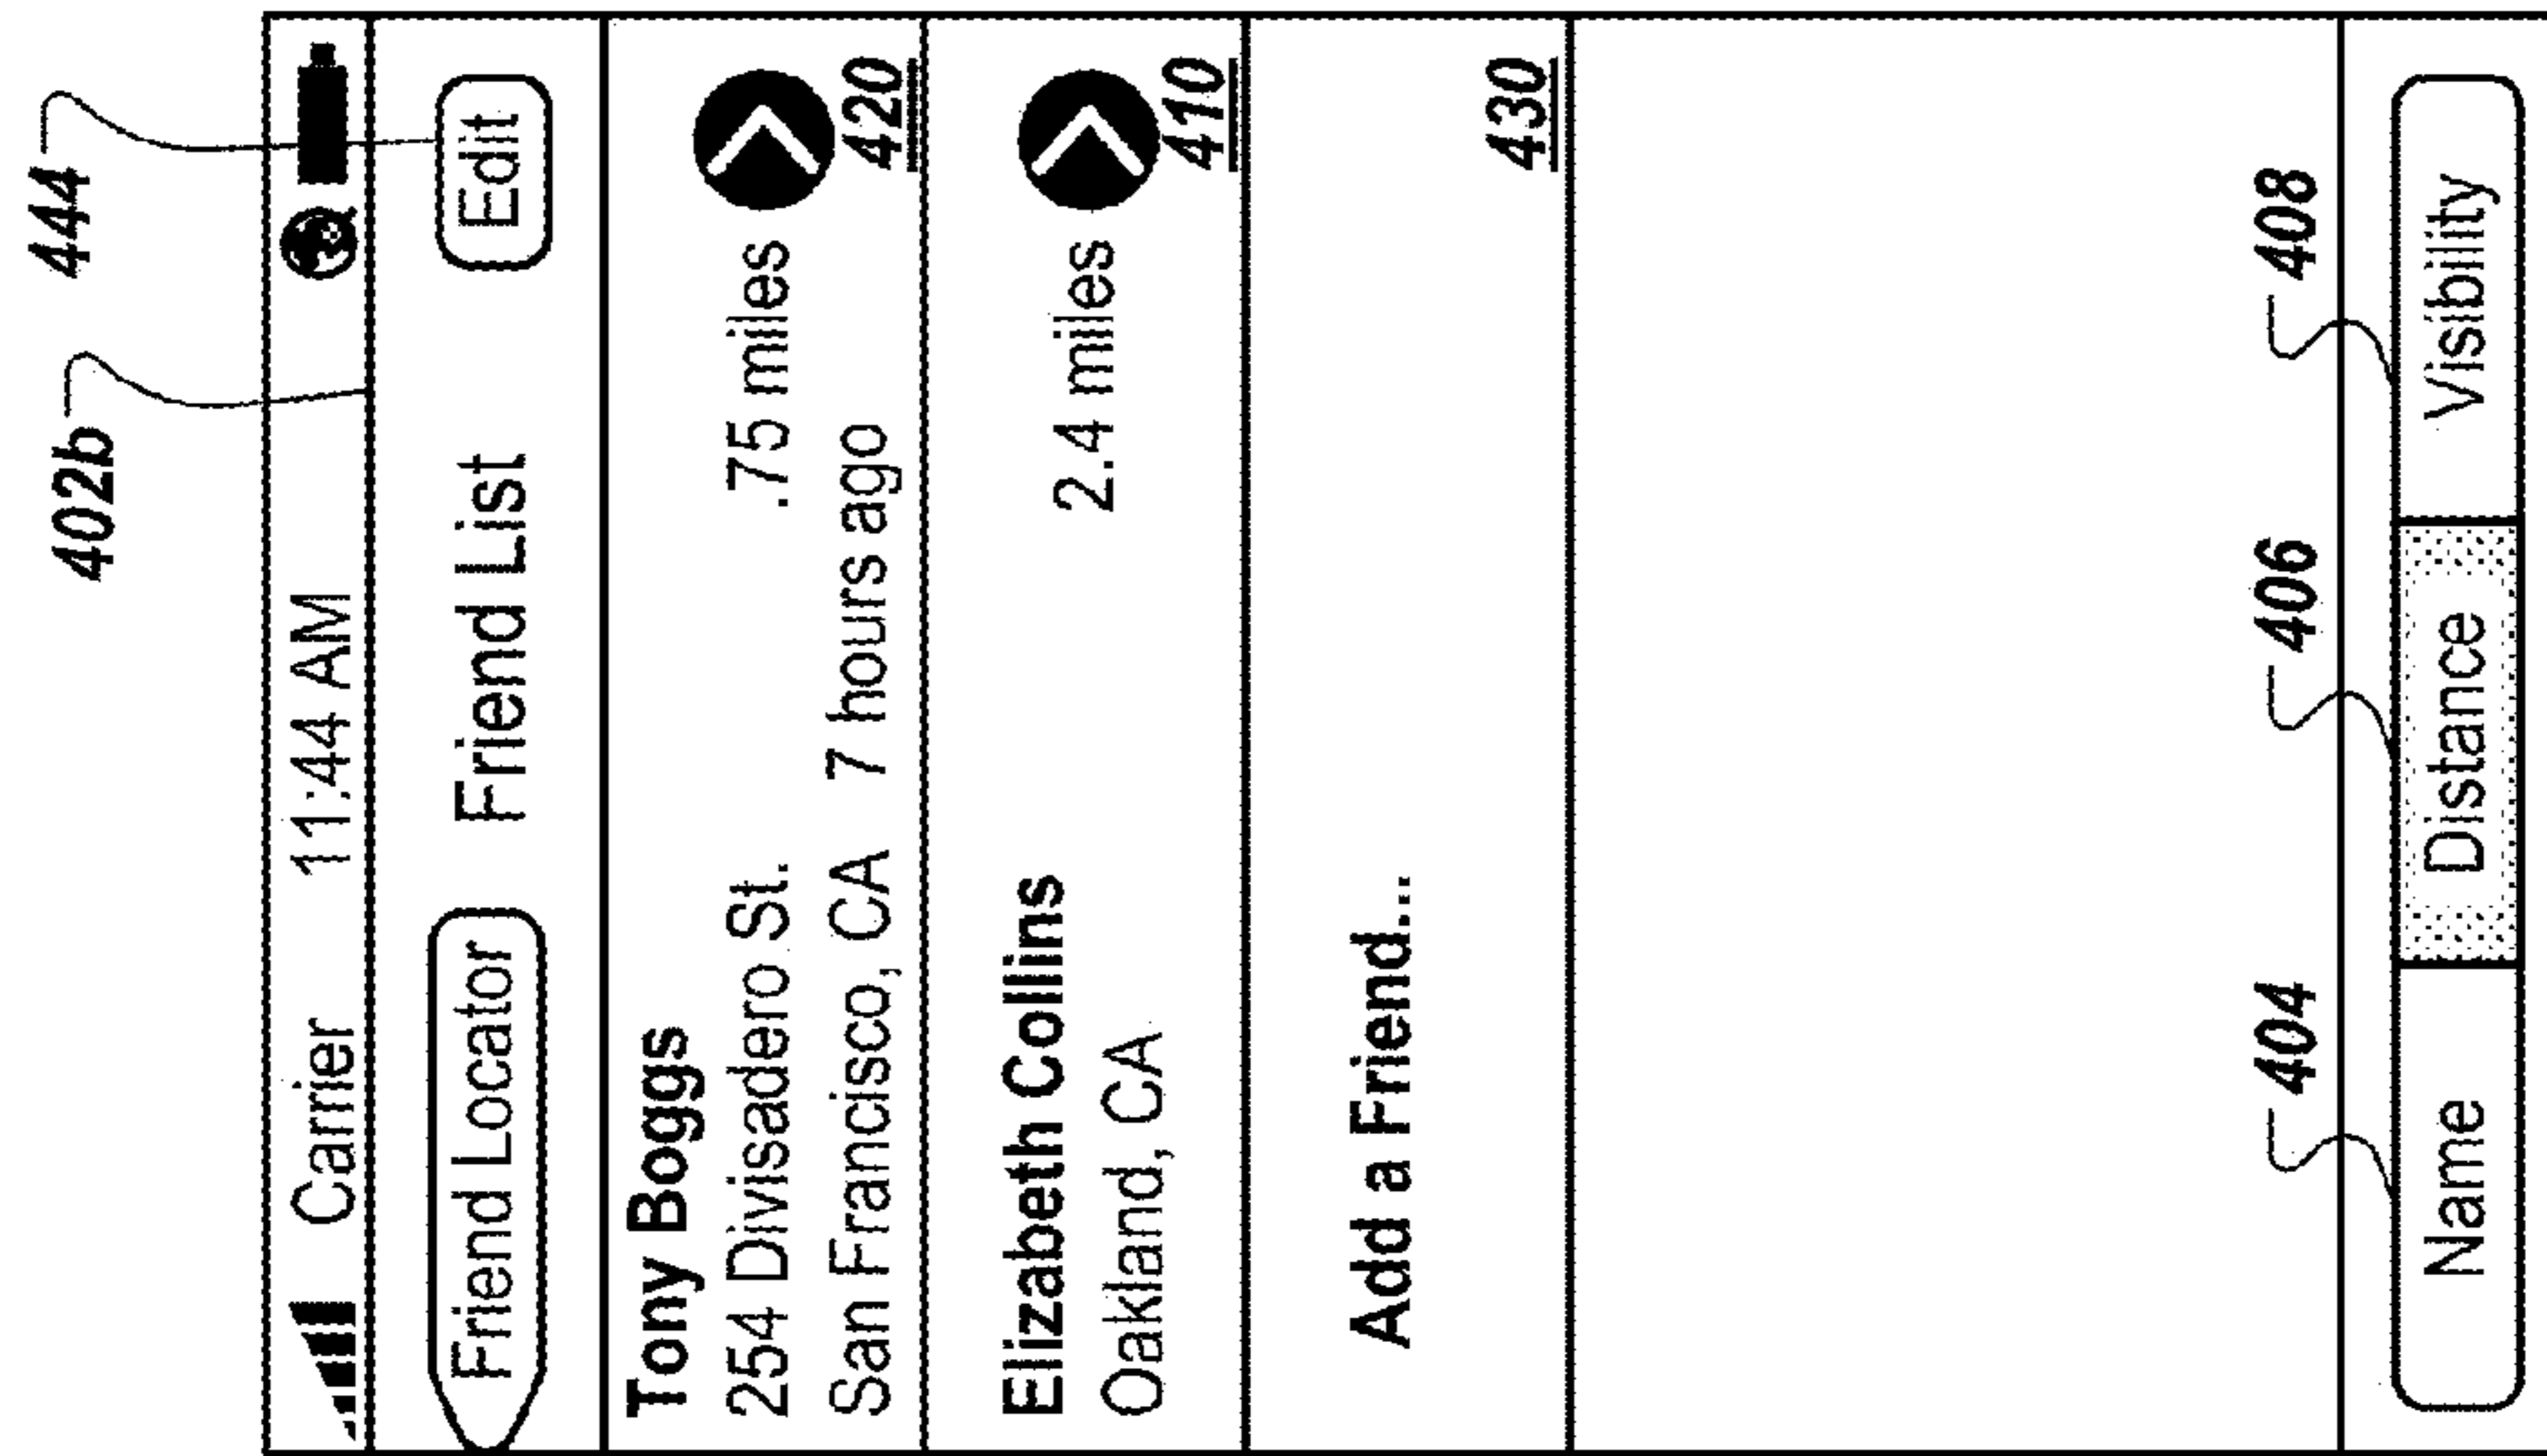 444
402b
Carrier 11:44 AM
Friend Locator Friend List Edit
Tony Boggs
254 Divisadero St. .75 miles
San Francisco, CA 7 hours ago
420
Elizabeth Collins
2.4 miles
Oakland, CA
410
Add a Friend...
430
404 406 408
Name Distance Visibility